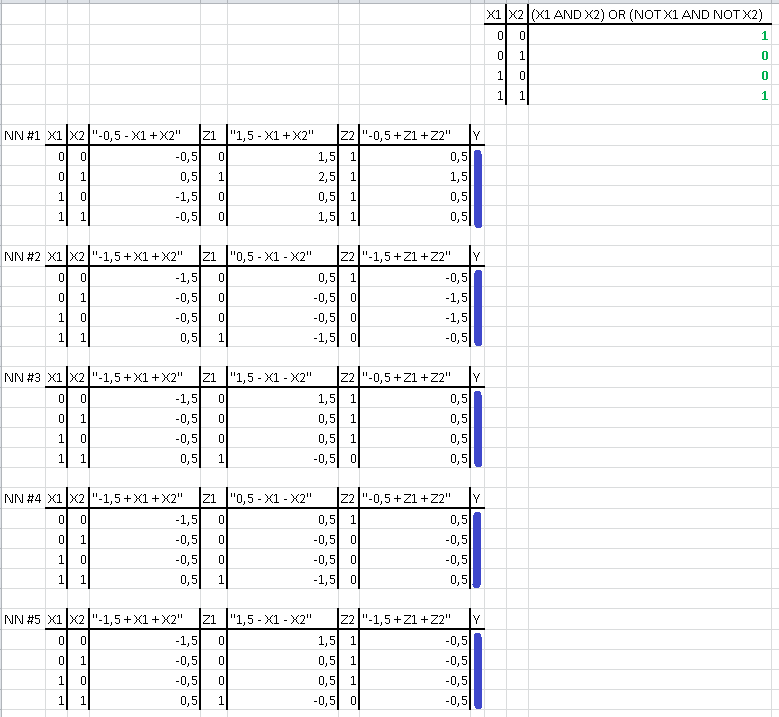 X1 X2 (X1 AND X2) OR (NOT X1 AND NOT X2)
0 0 1
0 1 0
1 0 0
1 1 1
NN #1 X1 X2 "-0,5 - X1 + X2" Z1 "1,5 - X1 + X2" Z2 "-0,5 + Z1 + Z2" Y
0 0 -0,5 0 1,5 1 0,5
0 1 0,5 1 2,5 1 1,5
1 0 -1,5 0 0,5 1 0,5
1 1 -0,5 0 1,5 1 0,5
NN #2 X1 X2 "-1,5 + X1 + X2" Z1 "0,5 - X1 - X2" Z2 "-1,5 + Z1 + Z2" Y
0 0 -1,5 0 0,5 1 -0,5
0 1 -0,5 0 -0,5 0 -1,5
1 0 -0,5 0 -0,5 0 -1,5
1 1 0,5 1 -1,5 0 -0,5
NN #3 X1 X2 "-1,5 + X1 + X2" Z1 "1,5 - X1 - X2" Z2 "-0,5 + Z1 + Z2" Y
0 0 -1,5 0 1,5 1 0,5
0 1 -0,5 0 0,5 1 0,5
1 0 -0,5 0 0,5 1 0,5
1 1 0,5 1 -0,5 0 0,5
NN #4 X1 X2 "-1,5 + X1 + X2" Z1 "0,5 - X1 - X2" Z2 "-0,5 + Z1 + Z2" Y
0 0 -1,5 0 0,5 1 0,5
0 1 -0,5 0 -0,5 0 -0,5
1 0 -0,5 0 -0,5 0 -0,5
1 1 0,5 1 -1,5 0 0,5
NN #5 X1 X2 "-1,5 + X1 + X2" Z1 "1,5 - X1 - X2" Z2 "-1,5 + Z1 + Z2" Y
0 0 -1,5 0 1,5 1 -0,5
0 1 -0,5 0 0,5 1 -0,5
1 0 -0,5 0 0,5 1 -0,5
1 1 0,5 1 -0,5 0 -0,5